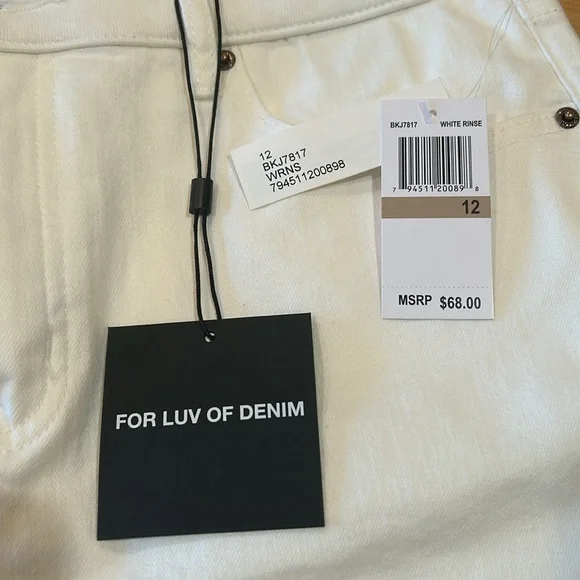 12
BKJ7817
WRNS
794511200898
BKJ7817 WHITE RINSE
7 94511 20089 8
12
MSRP $68.00
FOR LUV OF DENIM